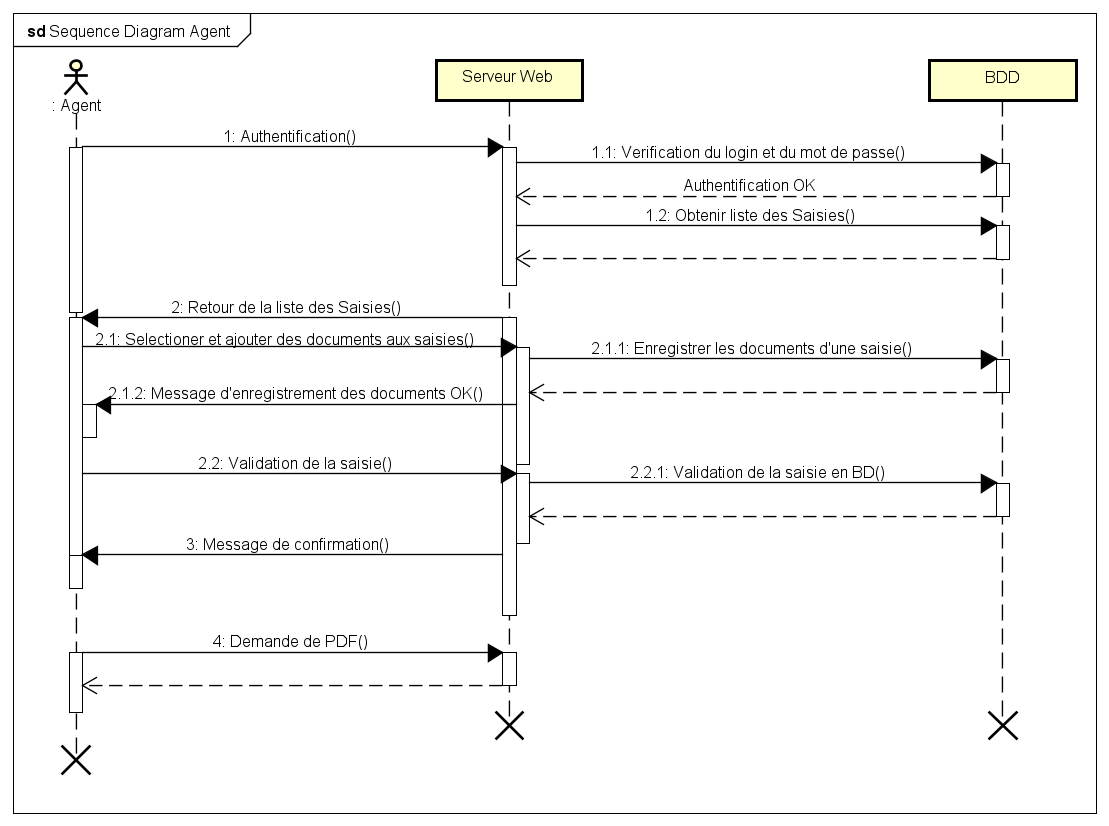 sd Sequence Diagram Agent
: Agent
Serveur Web
BDD
1: Authentification()
1.1: Verification du login et du mot de passe()
Authentification OK
1.2: Obtenir liste des Saisies()
2: Retour de la liste des Saisies()
2.1: Selectioner et ajouter des documents aux saisies()
2.1.1: Enregistrer les documents d'une saisie()
2.1.2: Message d'enregistrement des documents OK()
2.2: Validation de la saisie()
2.2.1: Validation de la saisie en BD()
3: Message de confirmation()
4: Demande de PDF()